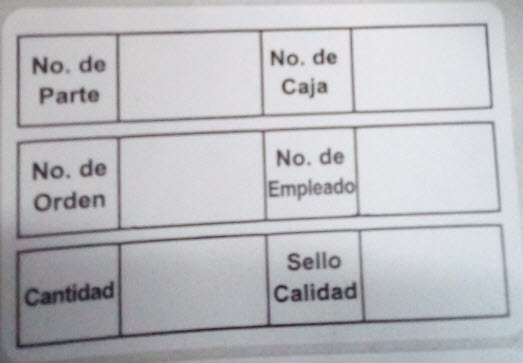 No. de
Parte
No. de
Caja
No. de
Orden
No. de
Empleado
Cantidad
Sello
Calidad